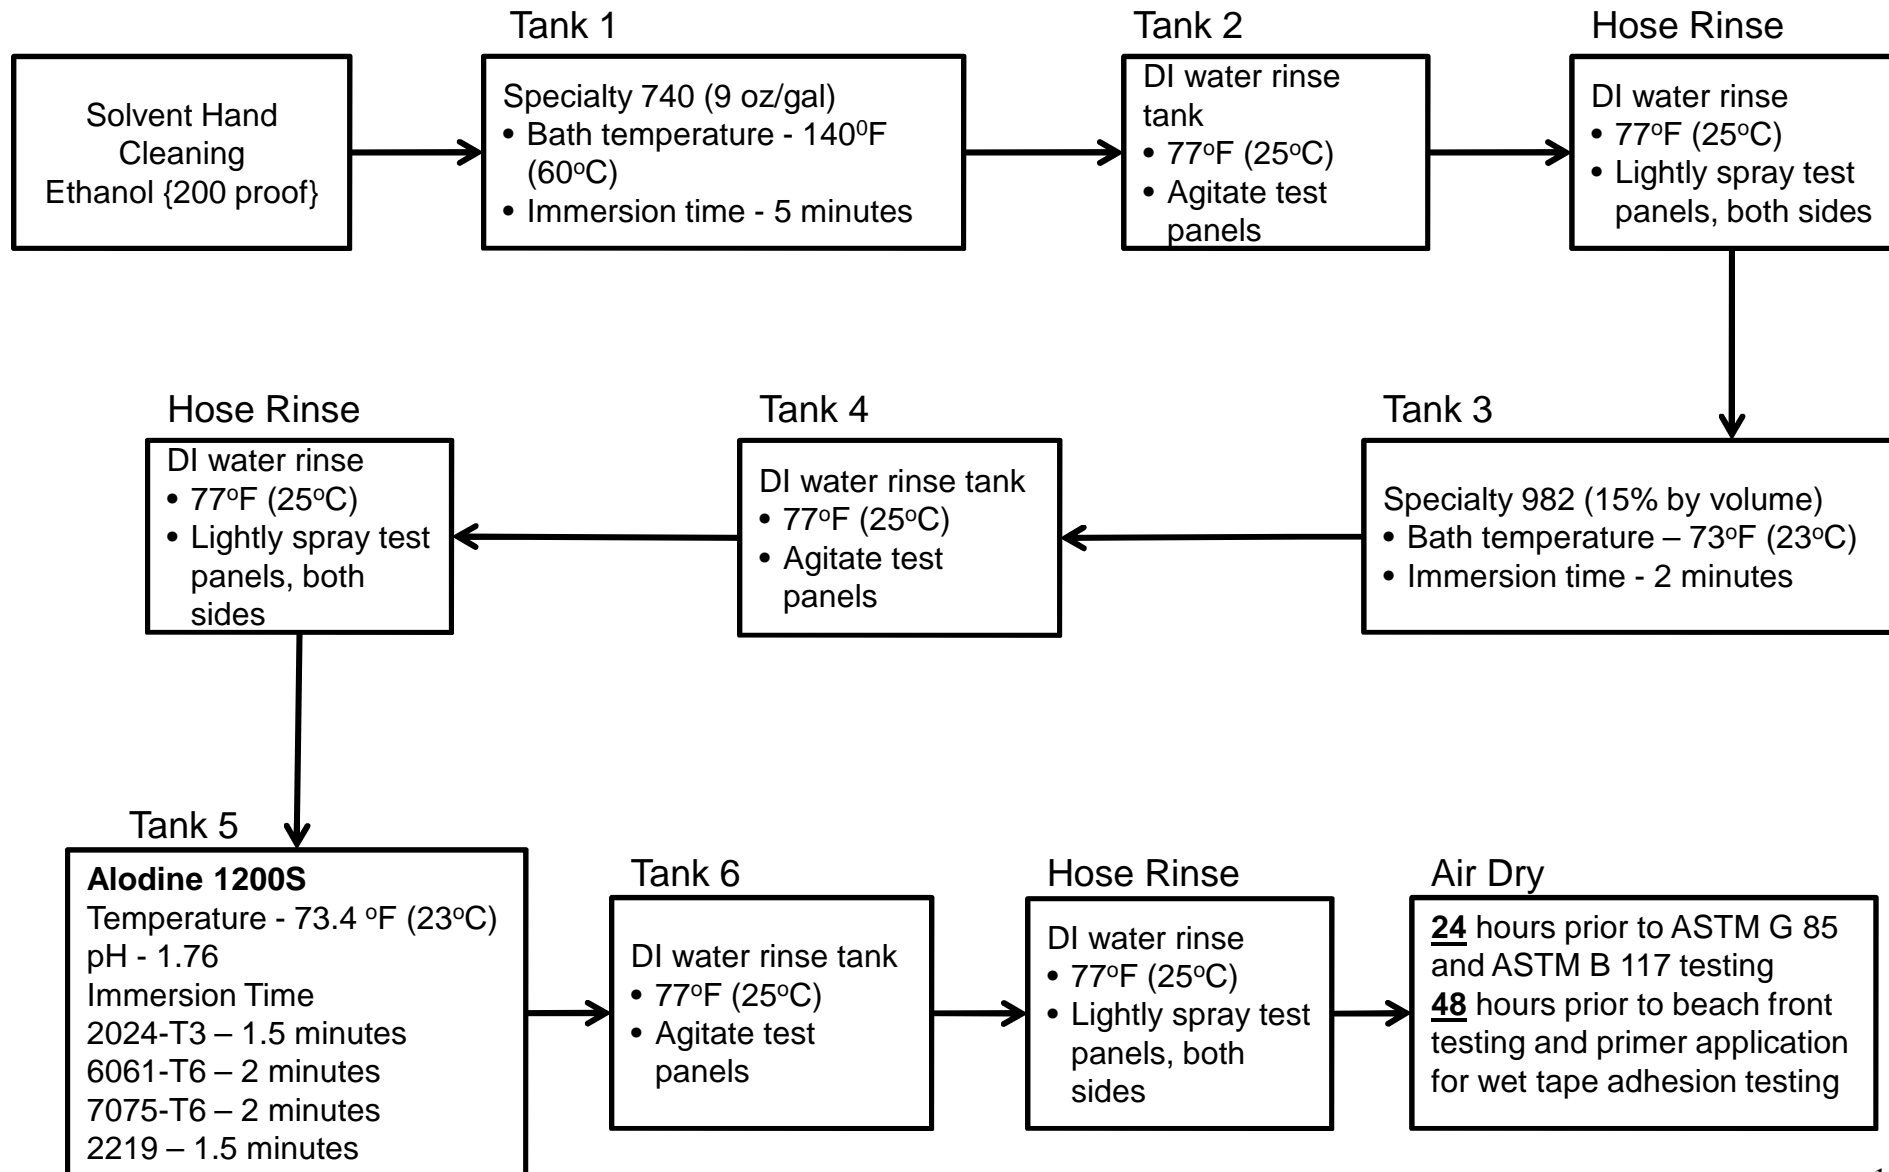 Solvent Hand
Cleaning
Ethanol {200 proof}
Tank 1
Specialty 740 (9 oz/gal)
• Bath temperature - 140⁰F
(60ºC)
• Immersion time - 5 minutes
Tank 2
DI water rinse
tank
• 77ºF (25ºC)
• Agitate test
panels
Hose Rinse
DI water rinse
• 77ºF (25ºC)
• Lightly spray test
panels, both sides
Tank 3
Specialty 982 (15% by volume)
• Bath temperature – 73ºF (23ºC)
• Immersion time - 2 minutes
Tank 4
DI water rinse tank
• 77ºF (25ºC)
• Agitate test
panels
Hose Rinse
DI water rinse
• 77ºF (25ºC)
• Lightly spray test
panels, both
sides
Tank 5
Alodine 1200S
Temperature - 73.4 ºF (23ºC)
pH - 1.76
Immersion Time
2024-T3 – 1.5 minutes
6061-T6 – 2 minutes
7075-T6 – 2 minutes
2219 – 1.5 minutes
Tank 6
DI water rinse tank
• 77ºF (25ºC)
• Agitate test
panels
Hose Rinse
DI water rinse
• 77ºF (25ºC)
• Lightly spray test
panels, both
sides
Air Dry
24 hours prior to ASTM G 85
and ASTM B 117 testing
48 hours prior to beach front
testing and primer application
for wet tape adhesion testing